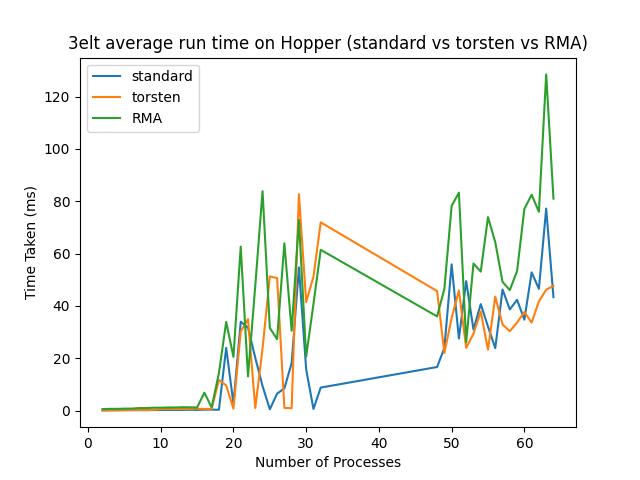 3elt average run time on Hopper (standard vs torsten vs RMA)
standard
torsten
RMA
Time Taken (ms)
120
100
80
60
40
20
0
0 10 20 30 40 50 60
Number of Processes